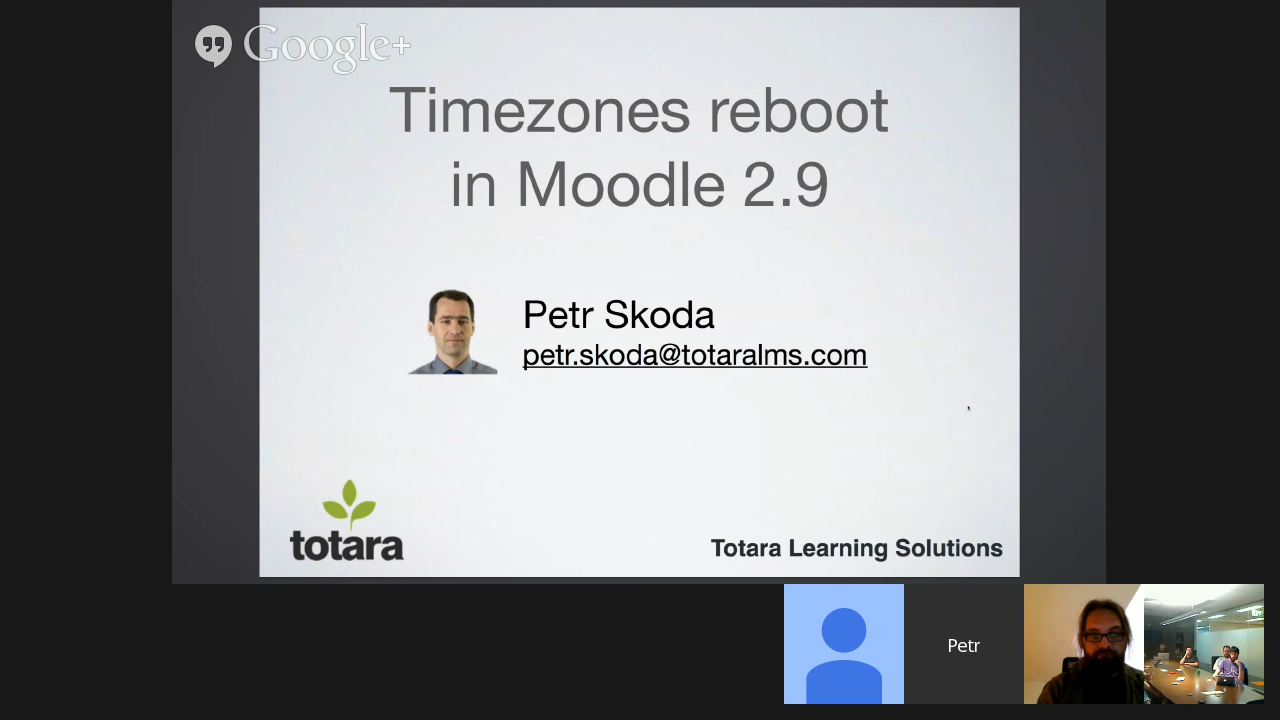 Google+
Timezones reboot
in Moodle 2.9
Petr Skoda
petr.skoda@totaralms.com
totara
Totara Learning Solutions
Petr